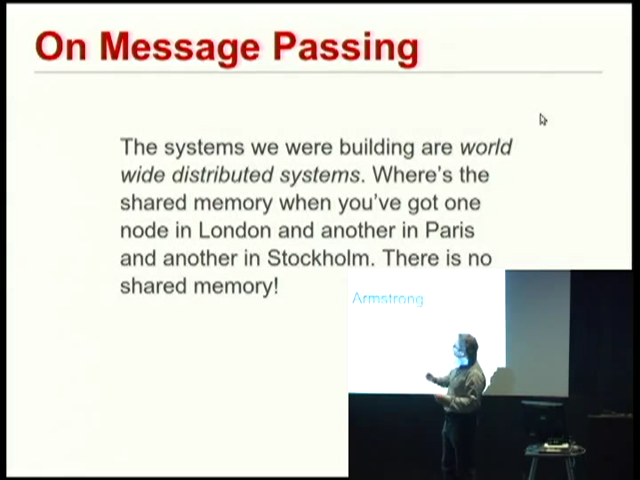 On Message Passing
The systems we were building are world
wide distributed systems. Where's the
shared memory when you've got one
node in London and another in Paris
and another in Stockholm. There is no
shared memory!
Armstrong